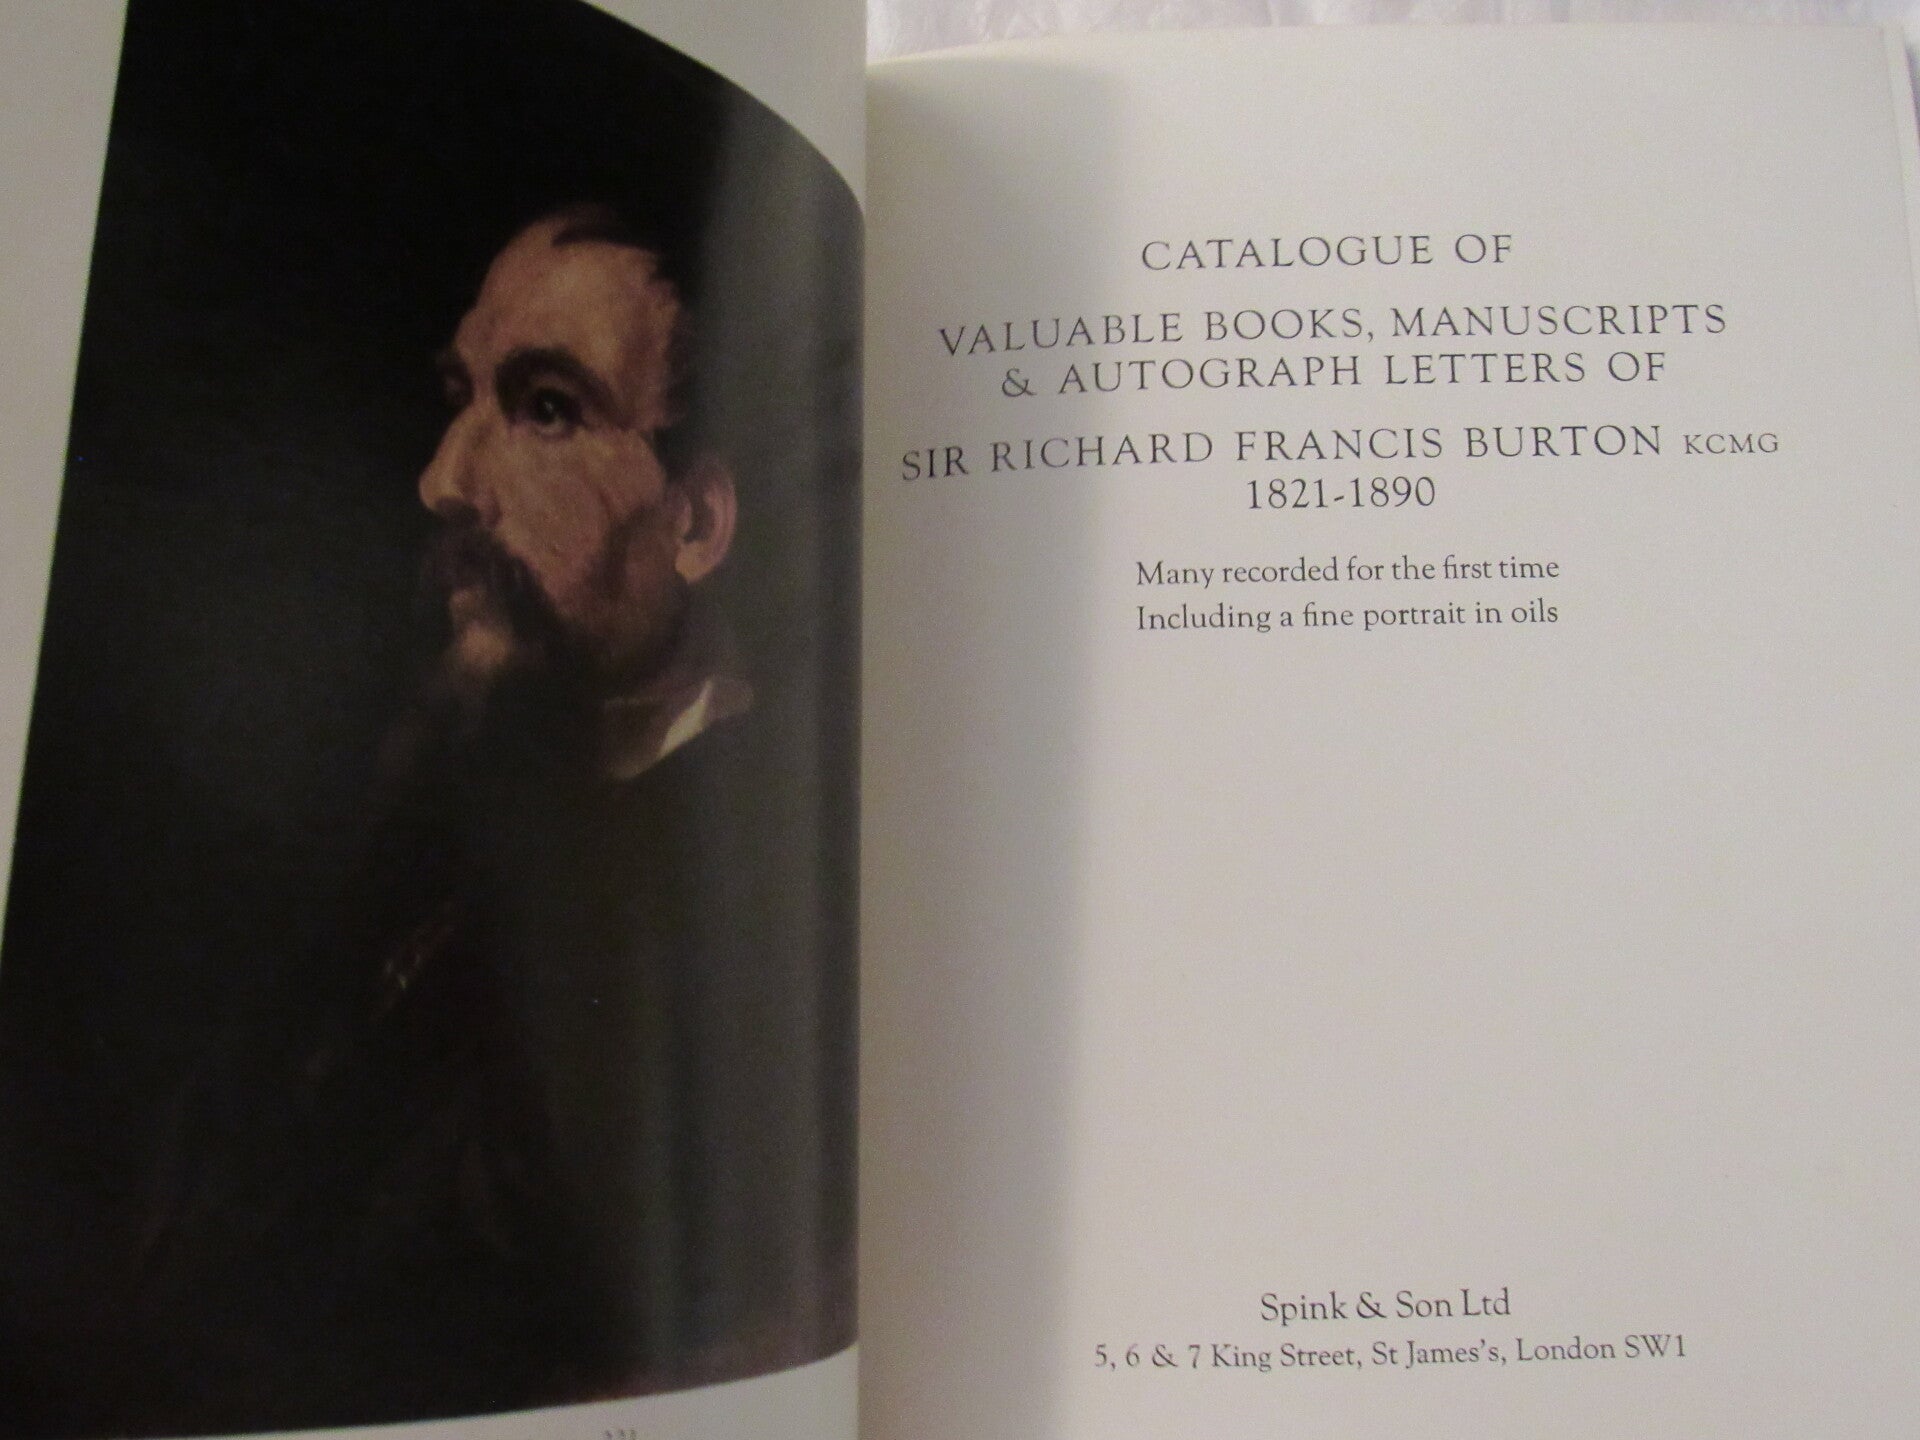 CATALOGUE OF
VALUABLE BOOKS, MANUSCRIPTS
& AUTOGRAPH LETTERS OF
SIR RICHARD FRANCIS BURTON KCMG
1821-1890
Many recorded for the first time
Including a fine portrait in oils
Spink & Son Ltd
5, 6 & 7 King Street, St James's, London SW1